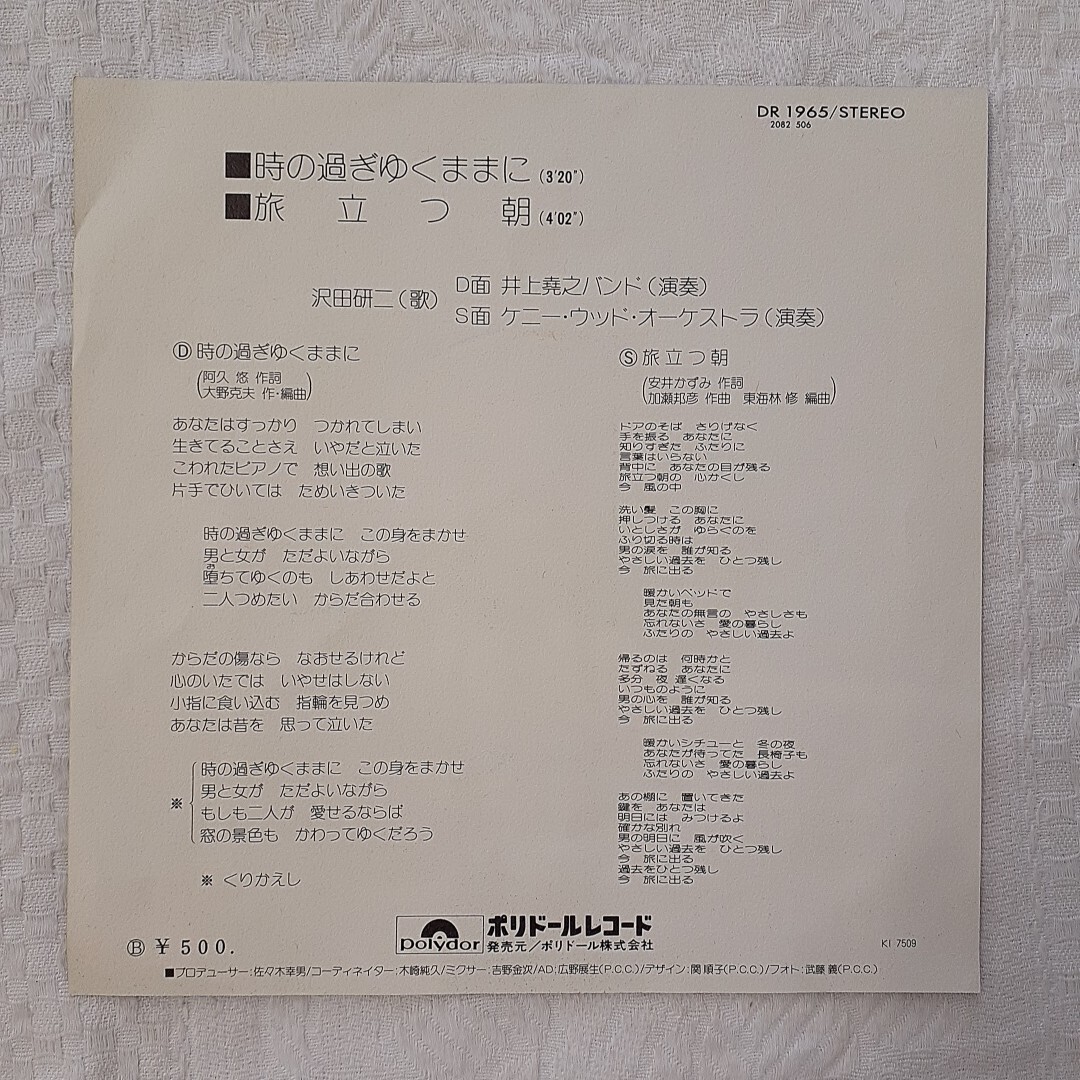 DR 1965/STEREO
2082 506
■時の過ぎゆくままに(3'20")
■旅立つ朝(4'02")
沢田研二(歌)
D面 井上堯之バンド(演奏)
S面 ケニー・ウッド・オーケストラ(演奏)
Ⓓ 時の過ぎゆくままに
(阿久 悠 作詞
大野克夫 作・編曲)
あなたはすっかり つかれてしまい
生きてることさえ いやだと泣いた
こわれたピアノで 想い出の歌
片手でひいては ためいきついた
時の過ぎゆくままに この身をまかせ
男と女が ただよいながら
お
堕ちてゆくのも しあわせだよと
二人つめたい からだ合わせる
からだの傷なら なおせるけれど
心のいたでは いやせはしない
小指に食い込む 指輪を見つめ
あなたは昔を 思って泣いた
※
時の過ぎゆくままに この身をまかせ
男と女が ただよいながら
もしも二人が 愛せるならば
窓の景色も かわってゆくだろう
※ くりかえし
Ⓢ 旅立つ朝
(安井かずみ 作詞
加瀬邦彦 作曲 東海林 修 編曲)
ドアのそば さりげなく
手を振る あなたに
知りすぎた ふたりに
言葉はいらない
背中に あなたの目が残る
旅立つ朝の 心かくし
今 風の中
洗い髪 この胸に
押しつける あなたに
いとしさが ゆらぐのを
ふり切る時は
男の涙を 誰が知る
やさしい過去を ひとつ残し
今 旅に出る
暖かいベッドで
見た朝も
あなたの無言の やさしさも
忘れないさ 愛の暮らし
ふたりの やさしい過去よ
帰るのは 何時かと
たずねる あなたに
多分 夜 遅くなる
いつものように
男の心を 誰が知る
やさしい過去を ひとつ残し
今 旅に出る
暖かいシチューと 冬の夜
あなたが待ってた 長椅子も
忘れないさ 愛の暮らし
ふたりの やさしい過去よ
あの棚に 置いてきた
鍵を あなたは
明日には みつけるよ
確かな別れ
男の明日に 風が吹く
やさしい過去を ひとつ残し
今 旅に出る
過去をひとつ残し
今 旅に出る
Ⓑ ¥500.
polydor
ポリドールレコード
発売元/ポリドール株式会社
KI 7509
■プロデューサー:佐々木幸男/コーディネイター:木崎純久/ミクサー:吉野金次/AD:広野展生(P.C.C.)/デザイン:関 順子(P.C.C.)/フォト:武藤 義(P.C.C.)